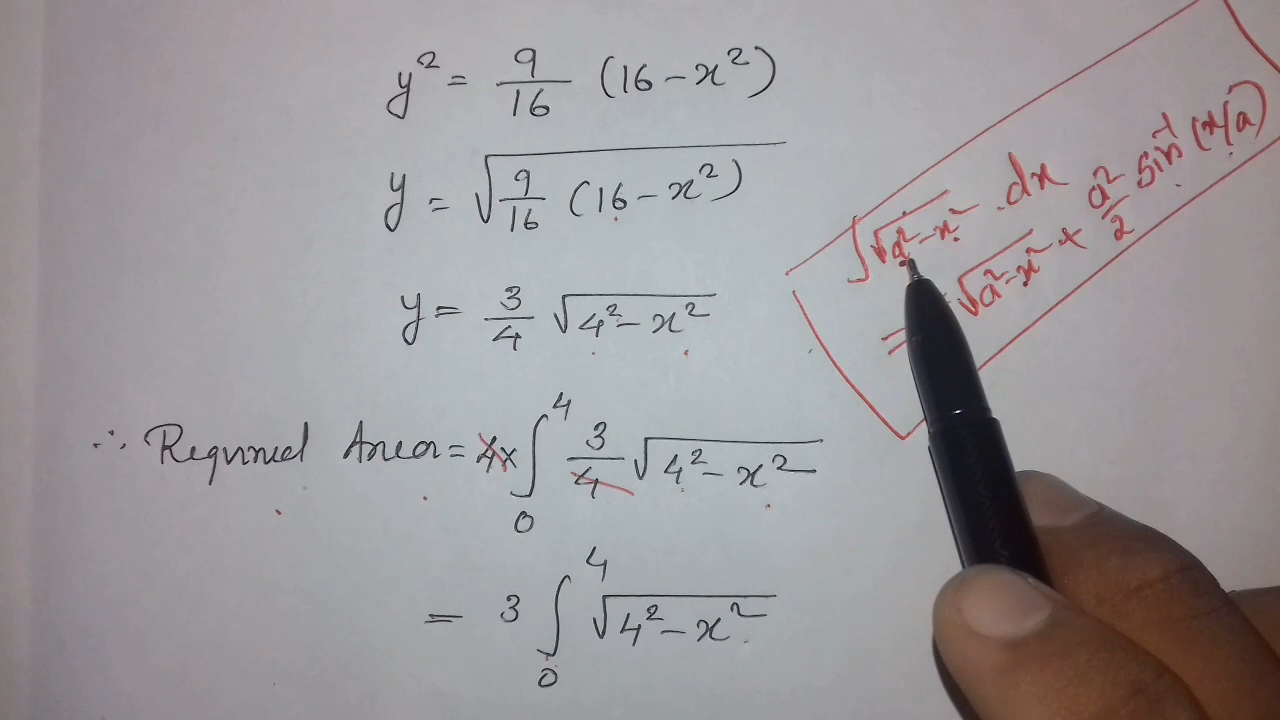 y² = 9/16 (16 - x²)
y = √(9/16 (16 - x²))
y = 3/4 √(4² - x²)
∴ Required Area = 4x ∫₀⁴ 3/4 √(4² - x²)
= 3 ∫₀⁴ √(4² - x²)
∫√(a² - x²) . dx
= √(a² - x²) + a²/2 sin⁻¹ (x/a)